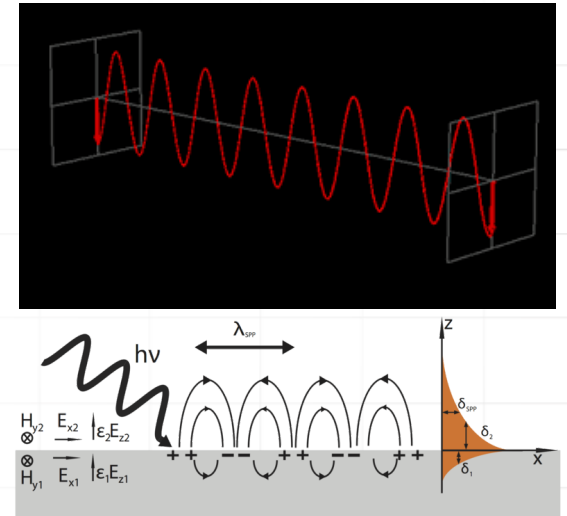 z
λSPP
hν
δSPP
Hy2 Ex2 ε2Ez2
δ2
+ + − − + + − − + +
x
Hy1 Ex1 ε1Ez1
δ1